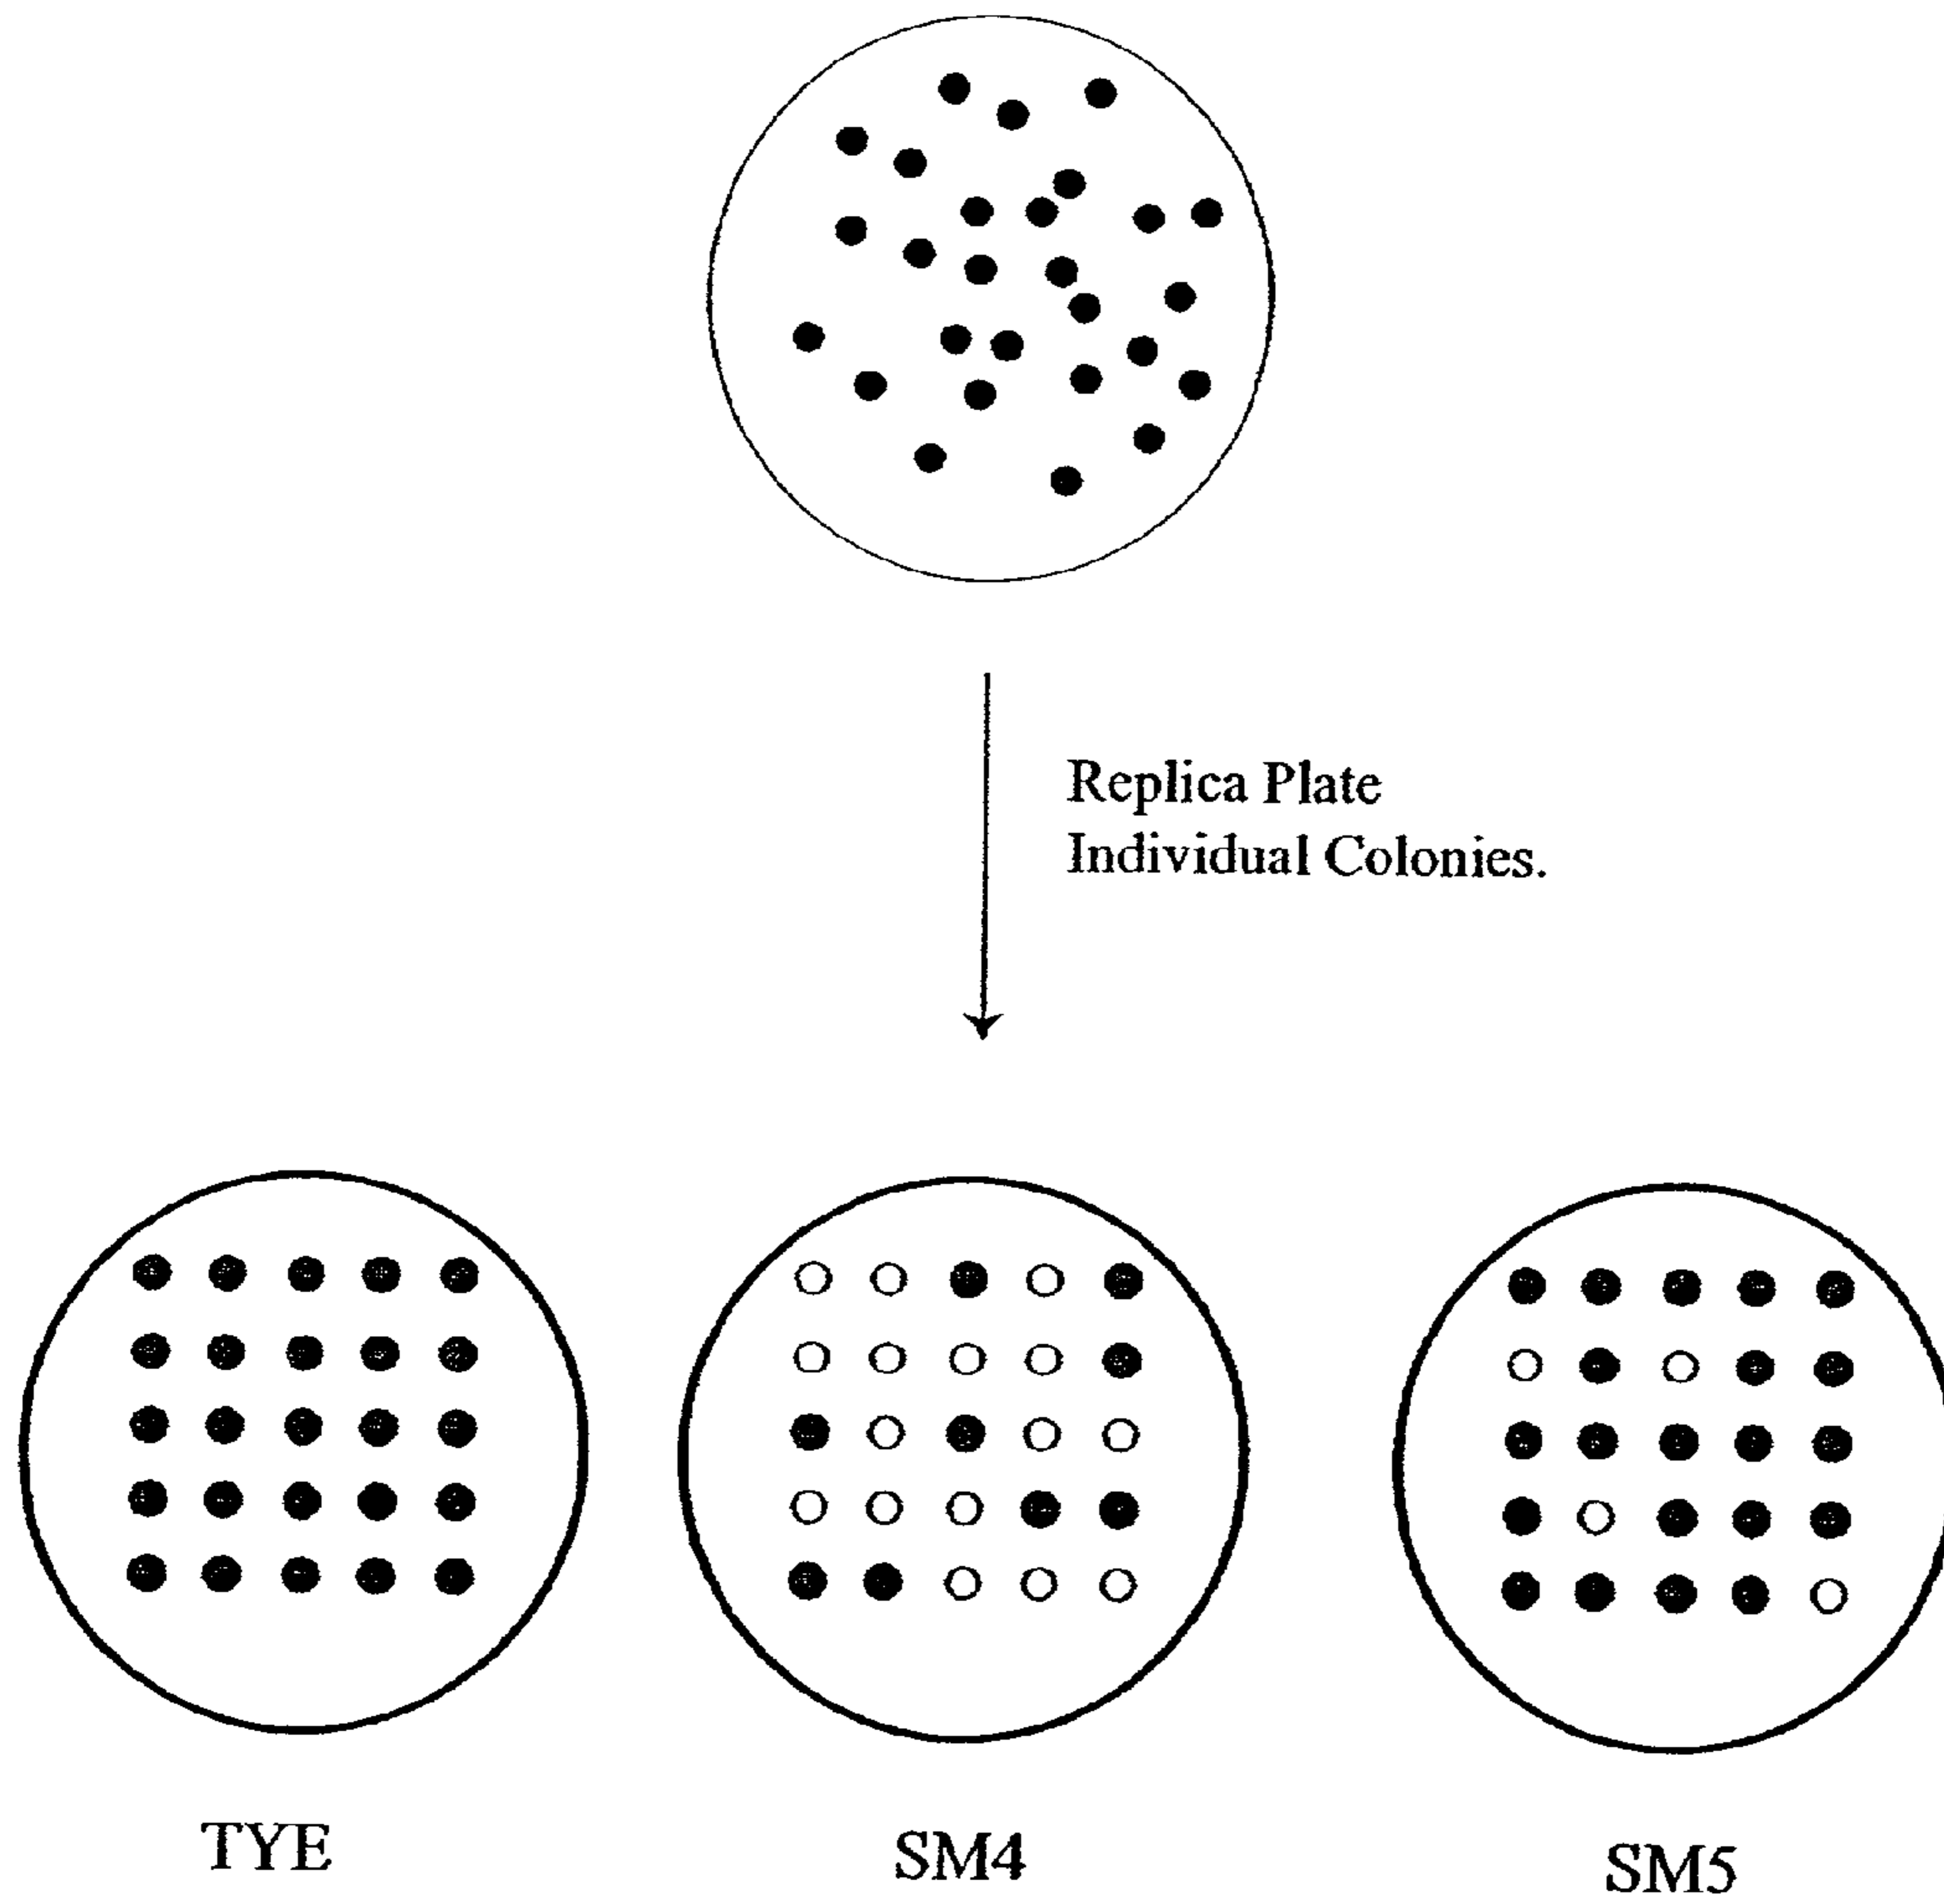 Replica Plate
Individual Colonies.
TYE
SM4
SM5